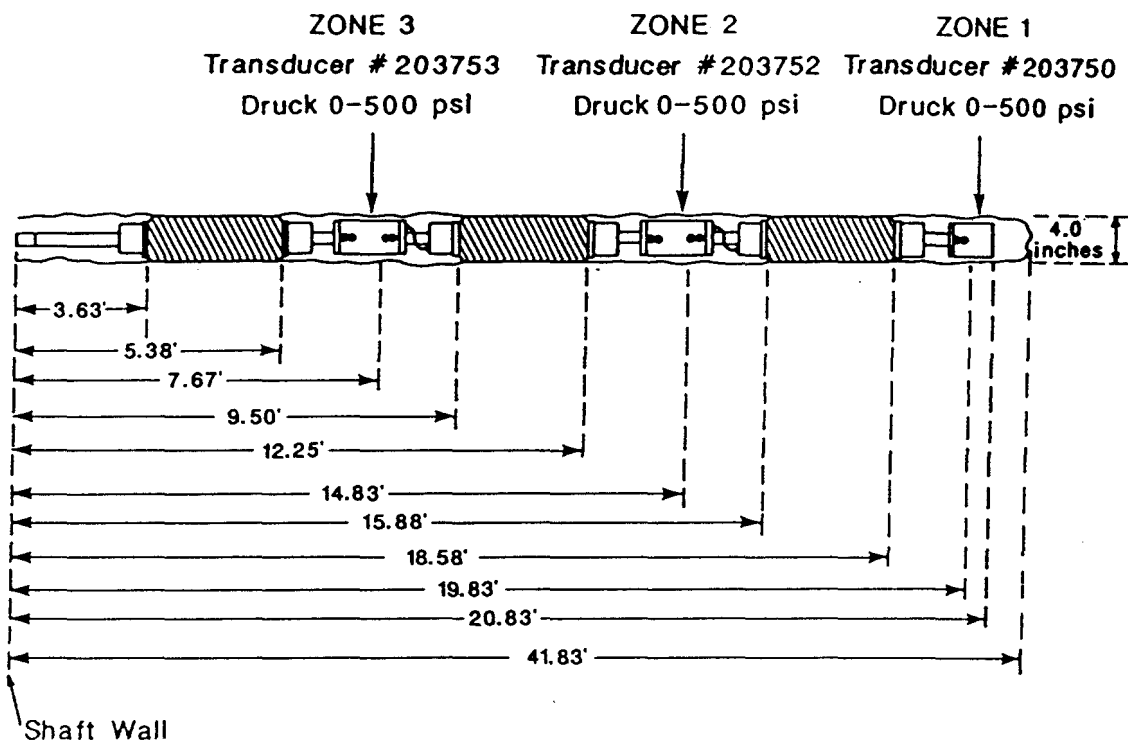 ZONE 3
Transducer #203753
Druck 0-500 psi
ZONE 2
Transducer #203752
Druck 0-500 psi
ZONE 1
Transducer #203750
Druck 0-500 psi
4.0
inches
3.63'
5.38'
7.67'
9.50'
12.25'
14.83'
15.88'
18.58'
19.83'
20.83'
41.83'
Shaft Wall